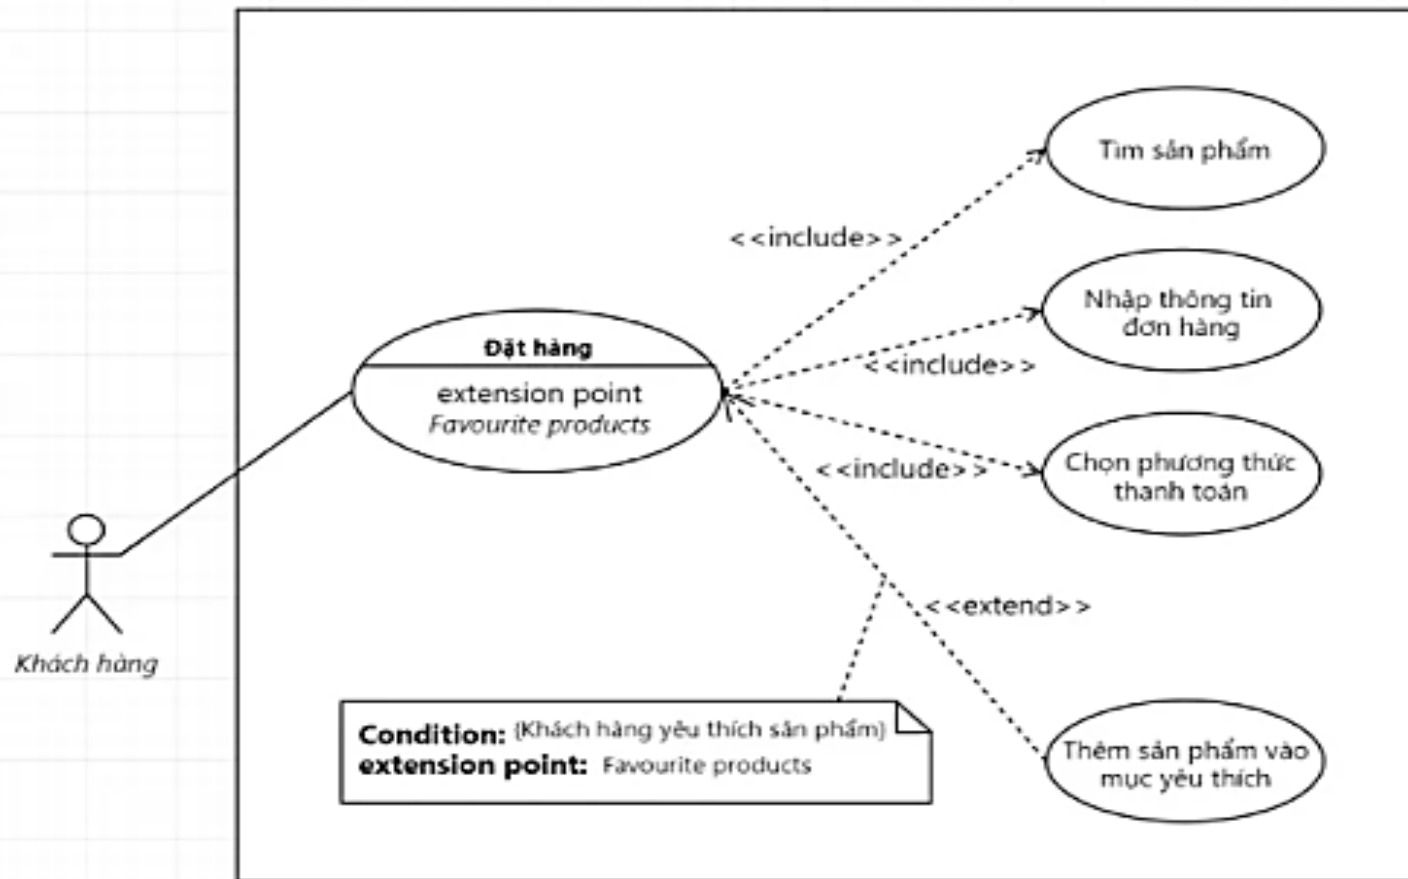 Tìm sản phẩm
<<include>>
Nhập thông tin
đơn hàng
Đặt hàng
<<include>>
extension point
Favourite products
<<include>>
Chọn phương thức
thanh toán
<<extend>>
Khách hàng
Condition: {Khách hàng yêu thích sản phẩm}
extension point: Favourite products
Thêm sản phẩm vào
mục yêu thích